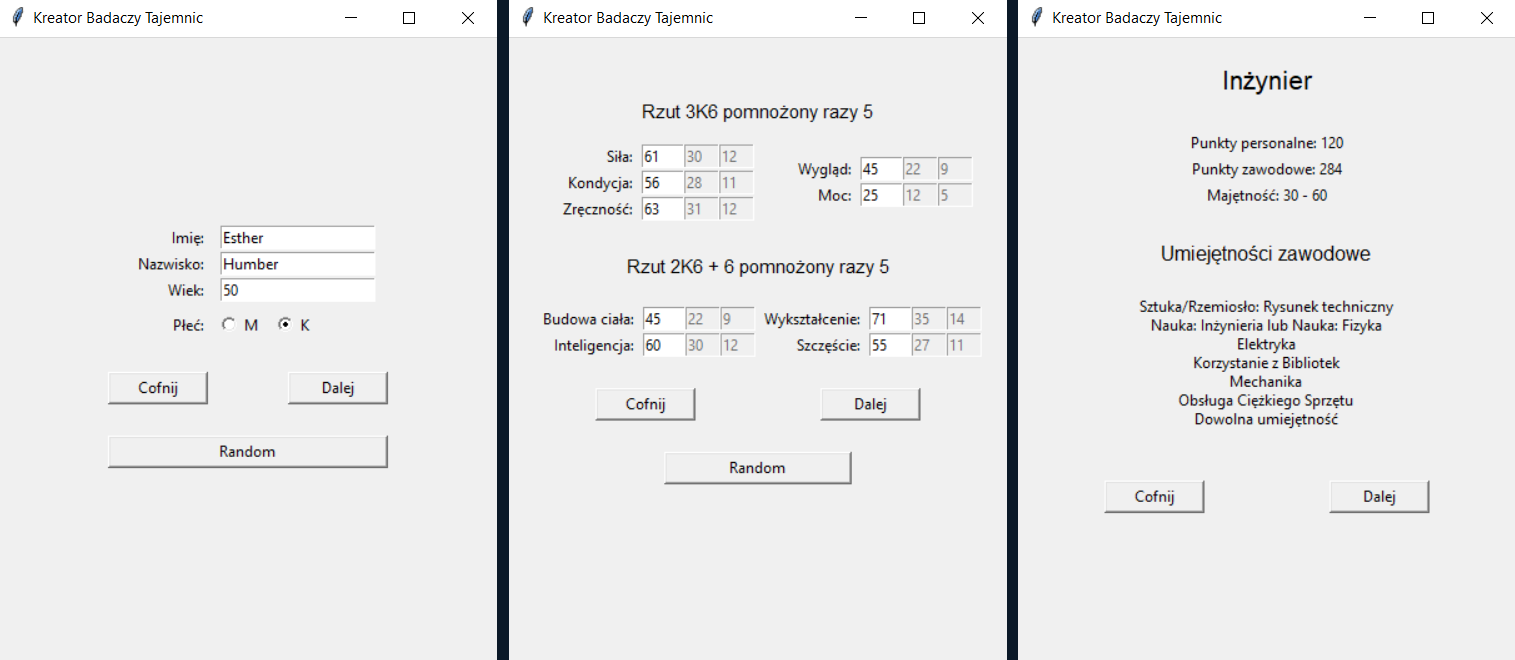 Kreator Badaczy Tajemnic
Imię: Esther
Nazwisko: Humber
Wiek: 50
Płeć: M K
Cofnij Dalej
Random
Kreator Badaczy Tajemnic
Rzut 3K6 pomnożony razy 5
Siła: 61 30 12
Kondycja: 56 28 11
Zręczność: 63 31 12
Wygląd: 45 22 9
Moc: 25 12 5
Rzut 2K6 + 6 pomnożony razy 5
Budowa ciała: 45 22 9 Wykształcenie: 71 35 14
Inteligencja: 60 30 12 Szczęście: 55 27 11
Cofnij Dalej
Random
Kreator Badaczy Tajemnic
Inżynier
Punkty personalne: 120
Punkty zawodowe: 284
Majętność: 30 - 60
Umiejętności zawodowe
Sztuka/Rzemiosło: Rysunek techniczny
Nauka: Inżynieria lub Nauka: Fizyka
Elektryka
Korzystanie z Bibliotek
Mechanika
Obsługa Ciężkiego Sprzętu
Dowolna umiejętność
Cofnij Dalej